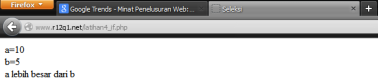 Firefox
Google Trends - Minat Penelusuran Web: ...
Seleksi
www.r12q1.net/latihan4_if.php
a=10
b=5
a lebih besar dari b